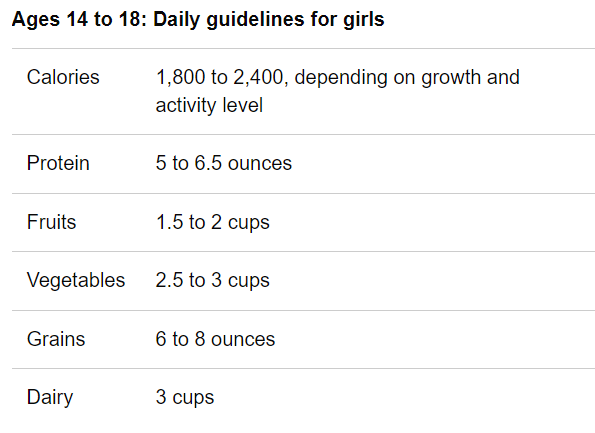 Ages 14 to 18: Daily guidelines for girls
Calories 1,800 to 2,400, depending on growth and
activity level
Protein 5 to 6.5 ounces
Fruits 1.5 to 2 cups
Vegetables 2.5 to 3 cups
Grains 6 to 8 ounces
Dairy 3 cups